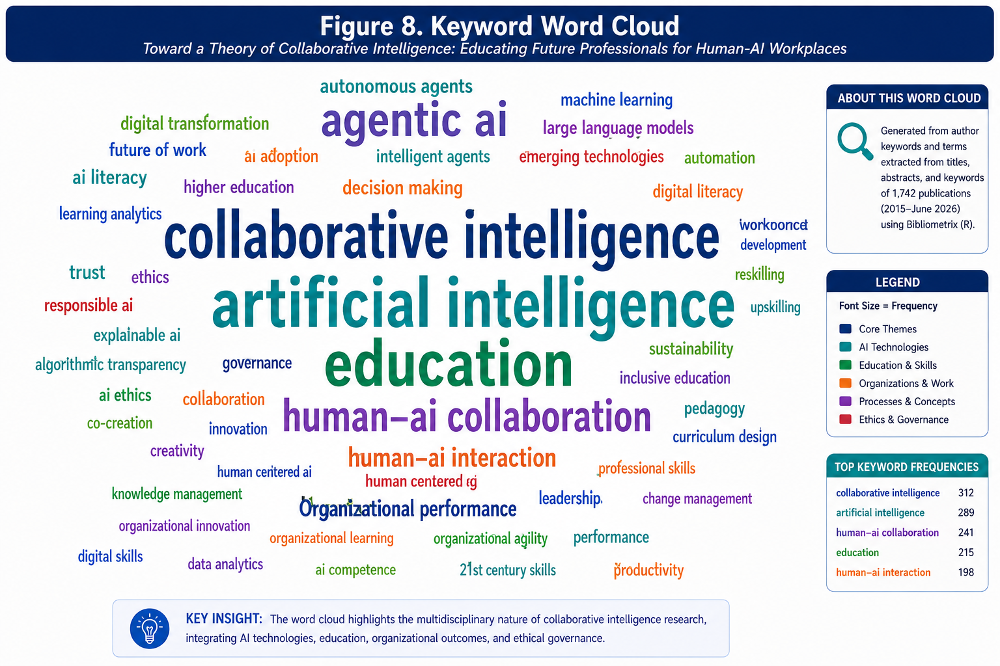 Figure 8. Keyword Word Cloud
Toward a Theory of Collaborative Intelligence: Educating Future Professionals for Human-AI Workplaces
autonomous agents
machine learning
agentic ai
digital transformation
large language models
future of work
ai adoption
intelligent agents
emerging technologies
automation
ai literacy
higher education
decision making
digital literacy
learning analytics
collaborative intelligence
development
trust
ethics
reskilling
responsible ai
artificial intelligence
upskilling
explainable ai
sustainability
algorithmic transparency
governance
education
inclusive education
ai ethics
collaboration
pedagogy
co-creation
innovation
human–ai collaboration
curriculum design
creativity
human–ai interaction
human centered ai
professional skills
human centered
knowledge management
Organizational performance
leadership
change management
organizational innovation
organizational learning
organizational agility
performance
digital skills
data analytics
ai competence
21st century skills
productivity
ABOUT THIS WORD CLOUD
Generated from author
keywords and terms
extracted from titles,
abstracts, and keywords
of 1,742 publications
(2015–June 2026)
using Bibliometrix (R).
LEGEND
Font Size = Frequency
Core Themes
AI Technologies
Education & Skills
Organizations & Work
Processes & Concepts
Ethics & Governance
TOP KEYWORD FREQUENCIES
collaborative intelligence 312
artificial intelligence 289
human–ai collaboration 241
education 215
human–ai interaction 198
KEY INSIGHT: The word cloud highlights the multidisciplinary nature of collaborative intelligence research,
integrating AI technologies, education, organizational outcomes, and ethical governance.